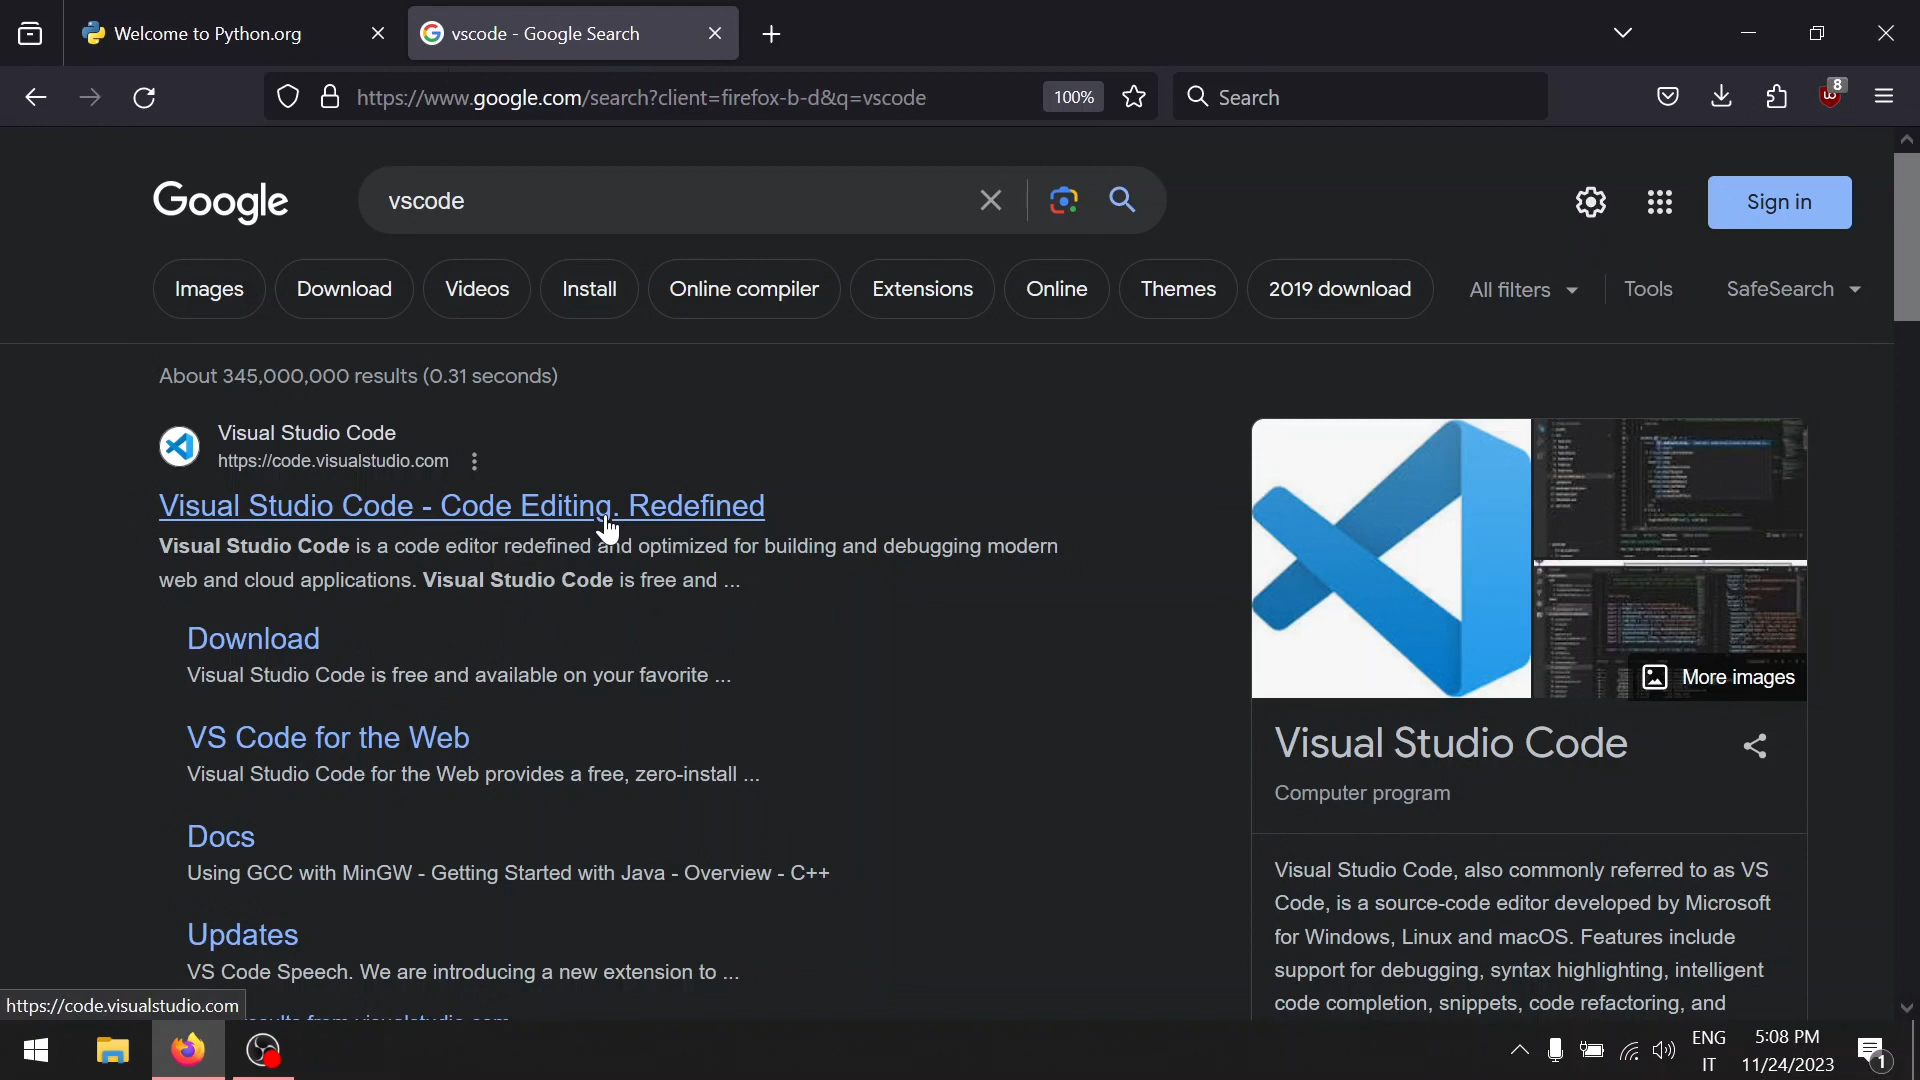 Welcome to Python.org
vscode - Google Search
https://www.google.com/search?client=firefox-b-d&q=vscode
100%
Search
8
Google
vscode
Sign in
Images
Download
Videos
Install
Online compiler
Extensions
Online
Themes
2019 download
All filters
Tools
SafeSearch
About 345,000,000 results (0.31 seconds)
Visual Studio Code
https://code.visualstudio.com
Visual Studio Code - Code Editing. Redefined
Visual Studio Code is a code editor redefined and optimized for building and debugging modern
web and cloud applications. Visual Studio Code is free and ...
Download
Visual Studio Code is free and available on your favorite ...
VS Code for the Web
Visual Studio Code for the Web provides a free, zero-install ...
Docs
Using GCC with MinGW - Getting Started with Java - Overview - C++
Updates
VS Code Speech. We are introducing a new extension to ...
More images
Visual Studio Code
Computer program
Visual Studio Code, also commonly referred to as VS
Code, is a source-code editor developed by Microsoft
for Windows, Linux and macOS. Features include
support for debugging, syntax highlighting, intelligent
code completion, snippets, code refactoring, and
https://code.visualstudio.com
ENG
IT
5:08 PM
11/24/2023
1